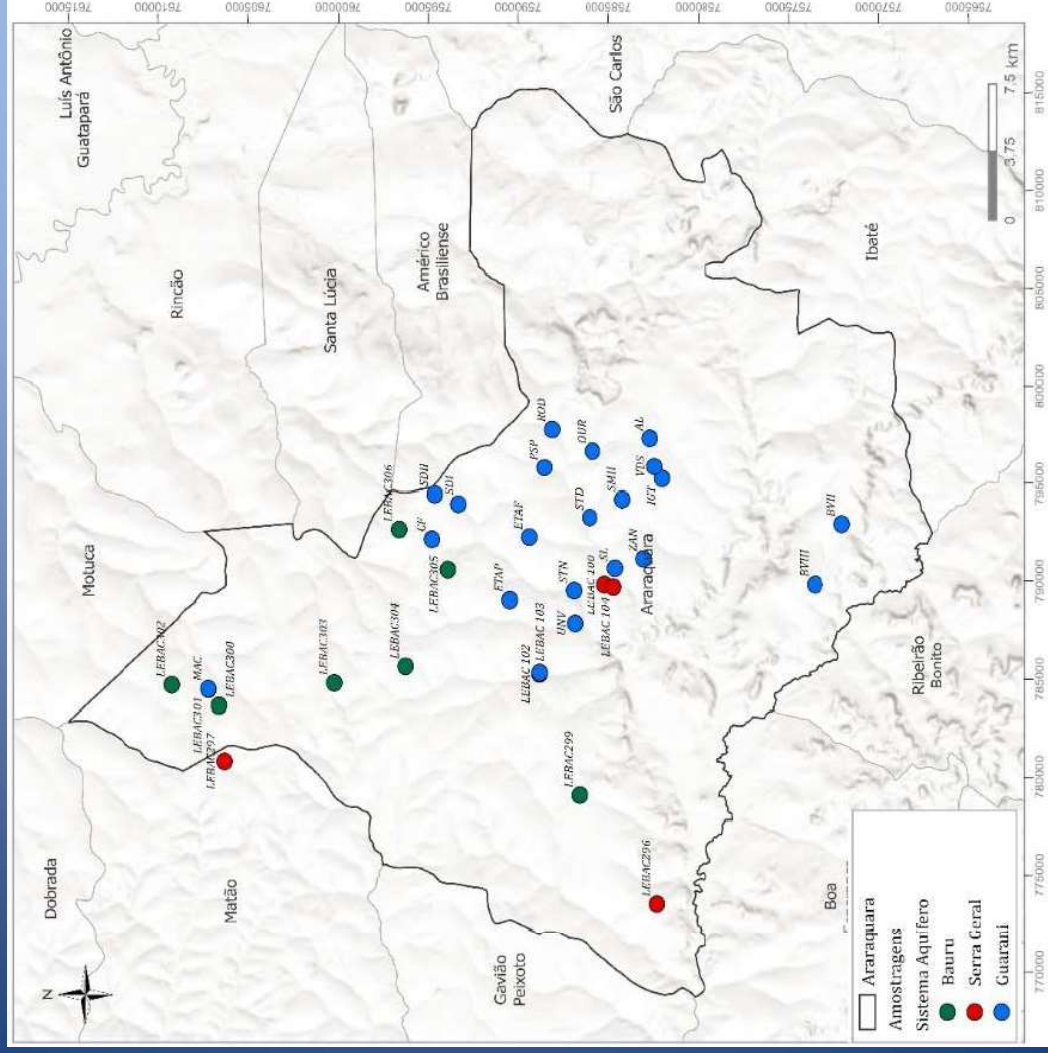 7615000
7610000
7605000
7600000
7595000
7590000
7585000
7580000
7575000
7570000
7565000
N
Dobrada
Motuca
Rincão
Luís Antônio
Guatapará
Matão
Santa Lúcia
Américo
Brasiliense
Gavião
Peixoto
São Carlos
Ibaté
Ribeirão
Bonito
Boa
Araraquara
LEBAC302
MAC
LEBAC301
LEBAC300
LEBAC297
LEBAC303
LEBAC304
LEBAC306
LEBAC305
CF
SDII
SDI
ETAP
ETAF
PSP
ROD
OUR
LEBAC 102
LEBAC 103
UNV
STN
STD
LEBAC 100
LEBAC 104
SL
SMII
ZAN
IGT
VDS
AL
LEBAC299
LEBAC296
BVIII
BVII
Araraquara
Amostragens
Sistema Aquífero
Bauru
Serra Geral
Guarani
0 3.75 7.5 km
770000
775000
780000
785000
790000
795000
800000
805000
810000
815000